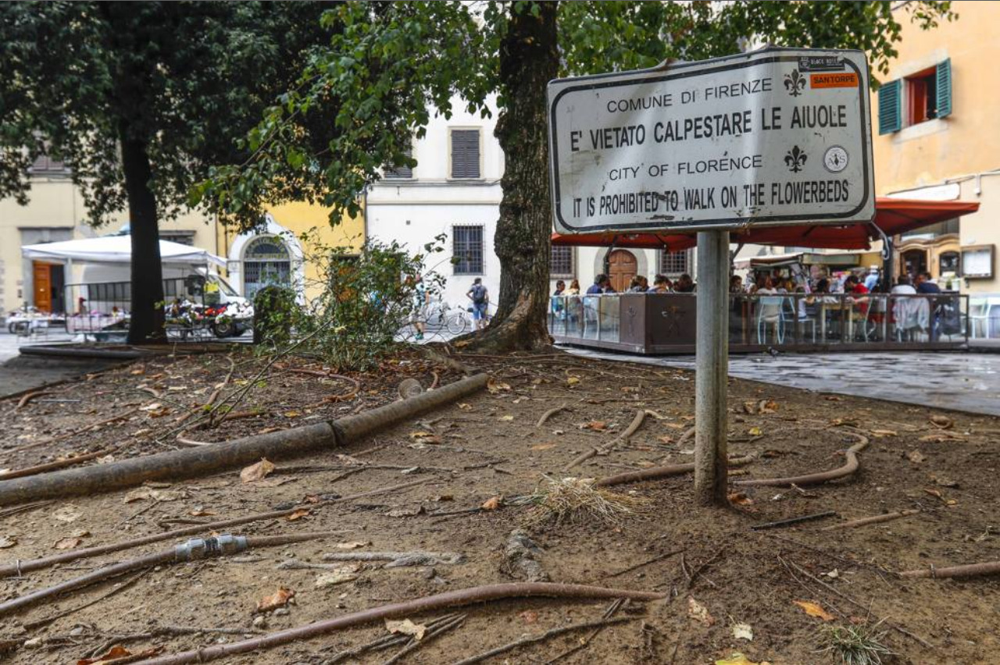 COMUNE DI FIRENZE
SANTORPE
E' VIETATO CALPESTARE LE AIUOLE
CITY OF FLORENCE
IT IS PROHIBITED TO WALK ON THE FLOWERBEDS